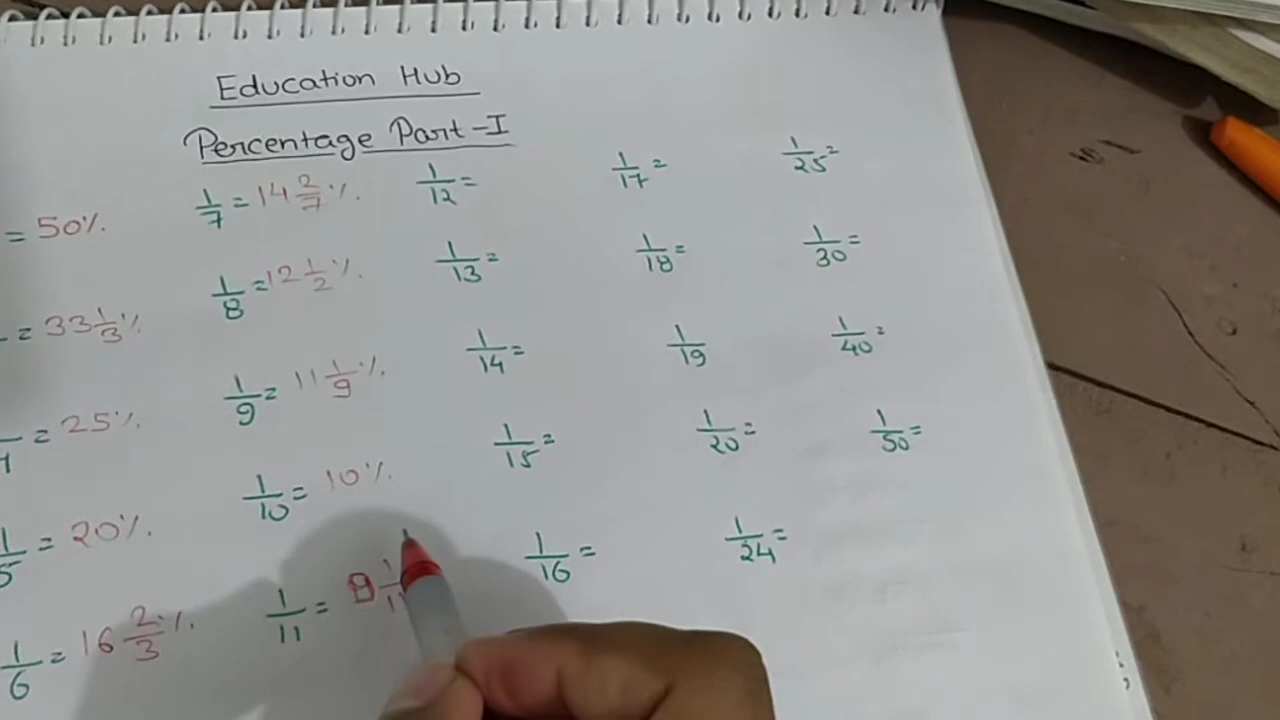 Education Hub
Percentage Part-I
= 50%
= 33 1/3 %
= 25%
1/5 = 20%
1/6 = 16 2/3 %
1/7 = 14 2/7 %
1/8 = 12 1/2 %
1/9 = 11 1/9 %
1/10 = 10%
1/11 =
1/12 =
1/13 =
1/14 =
1/15 =
1/16 =
1/17 =
1/18 =
1/19
1/20 =
1/24 =
1/25 =
1/30 =
1/40 =
1/50 =